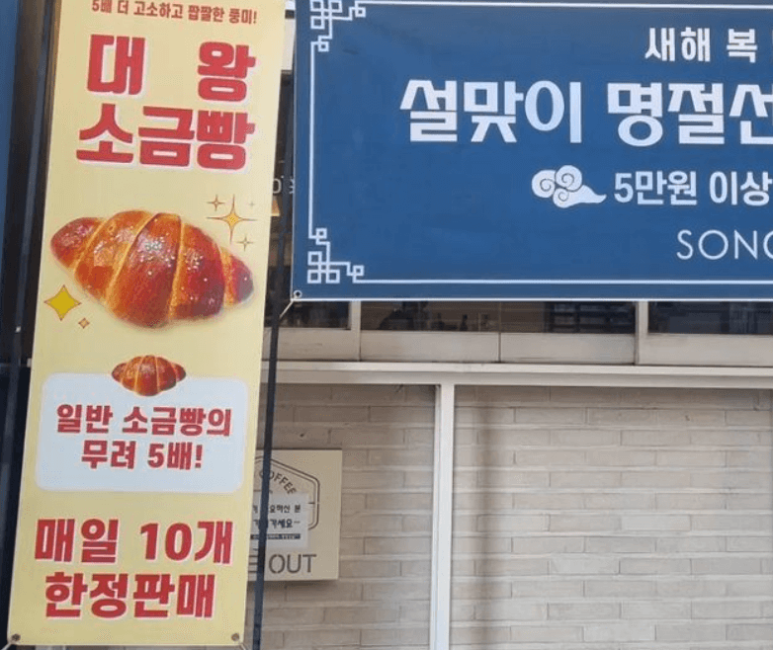 5배 더 고소하고 짭짤한 풍미!
대왕
소금빵
일반 소금빵의
무려 5배!
매일 10개
한정판매
새해 복
설맞이 명절선
5만원 이상
SONG
COFFEE
OUT